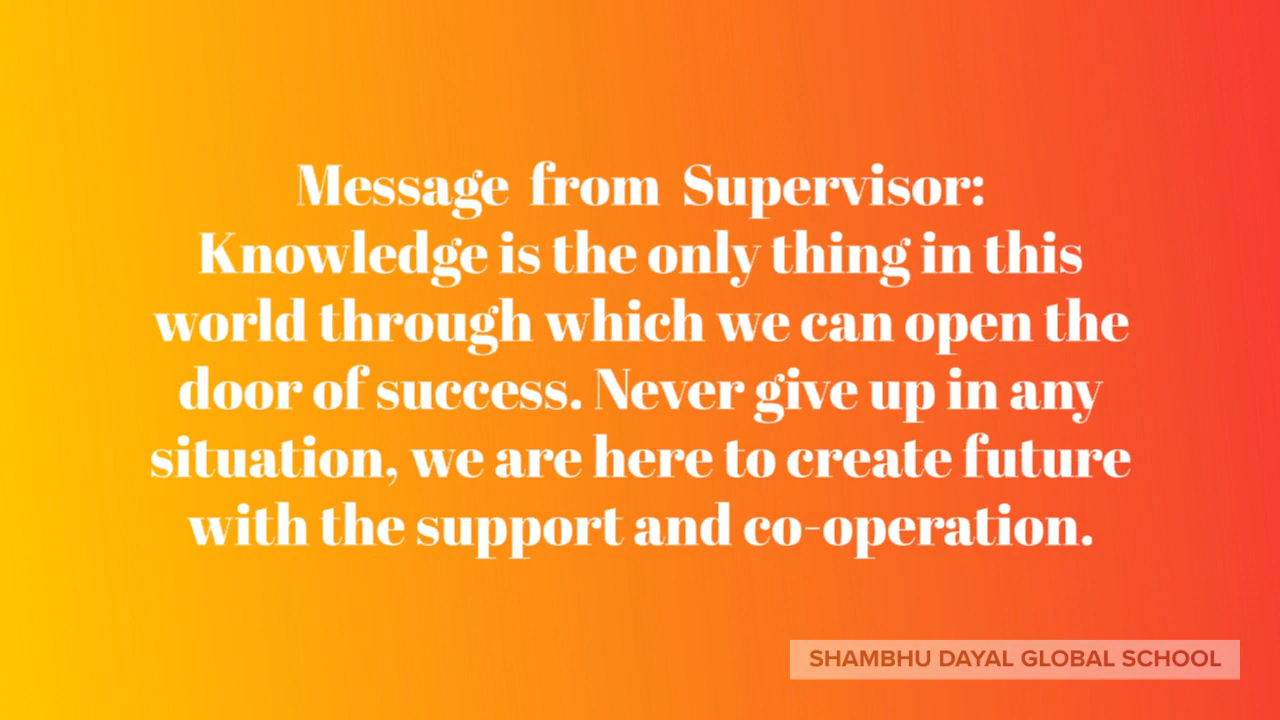 Message from Supervisor:
Knowledge is the only thing in this
world through which we can open the
door of success. Never give up in any
situation, we are here to create future
with the support and co-operation.
SHAMBHU DAYAL GLOBAL SCHOOL